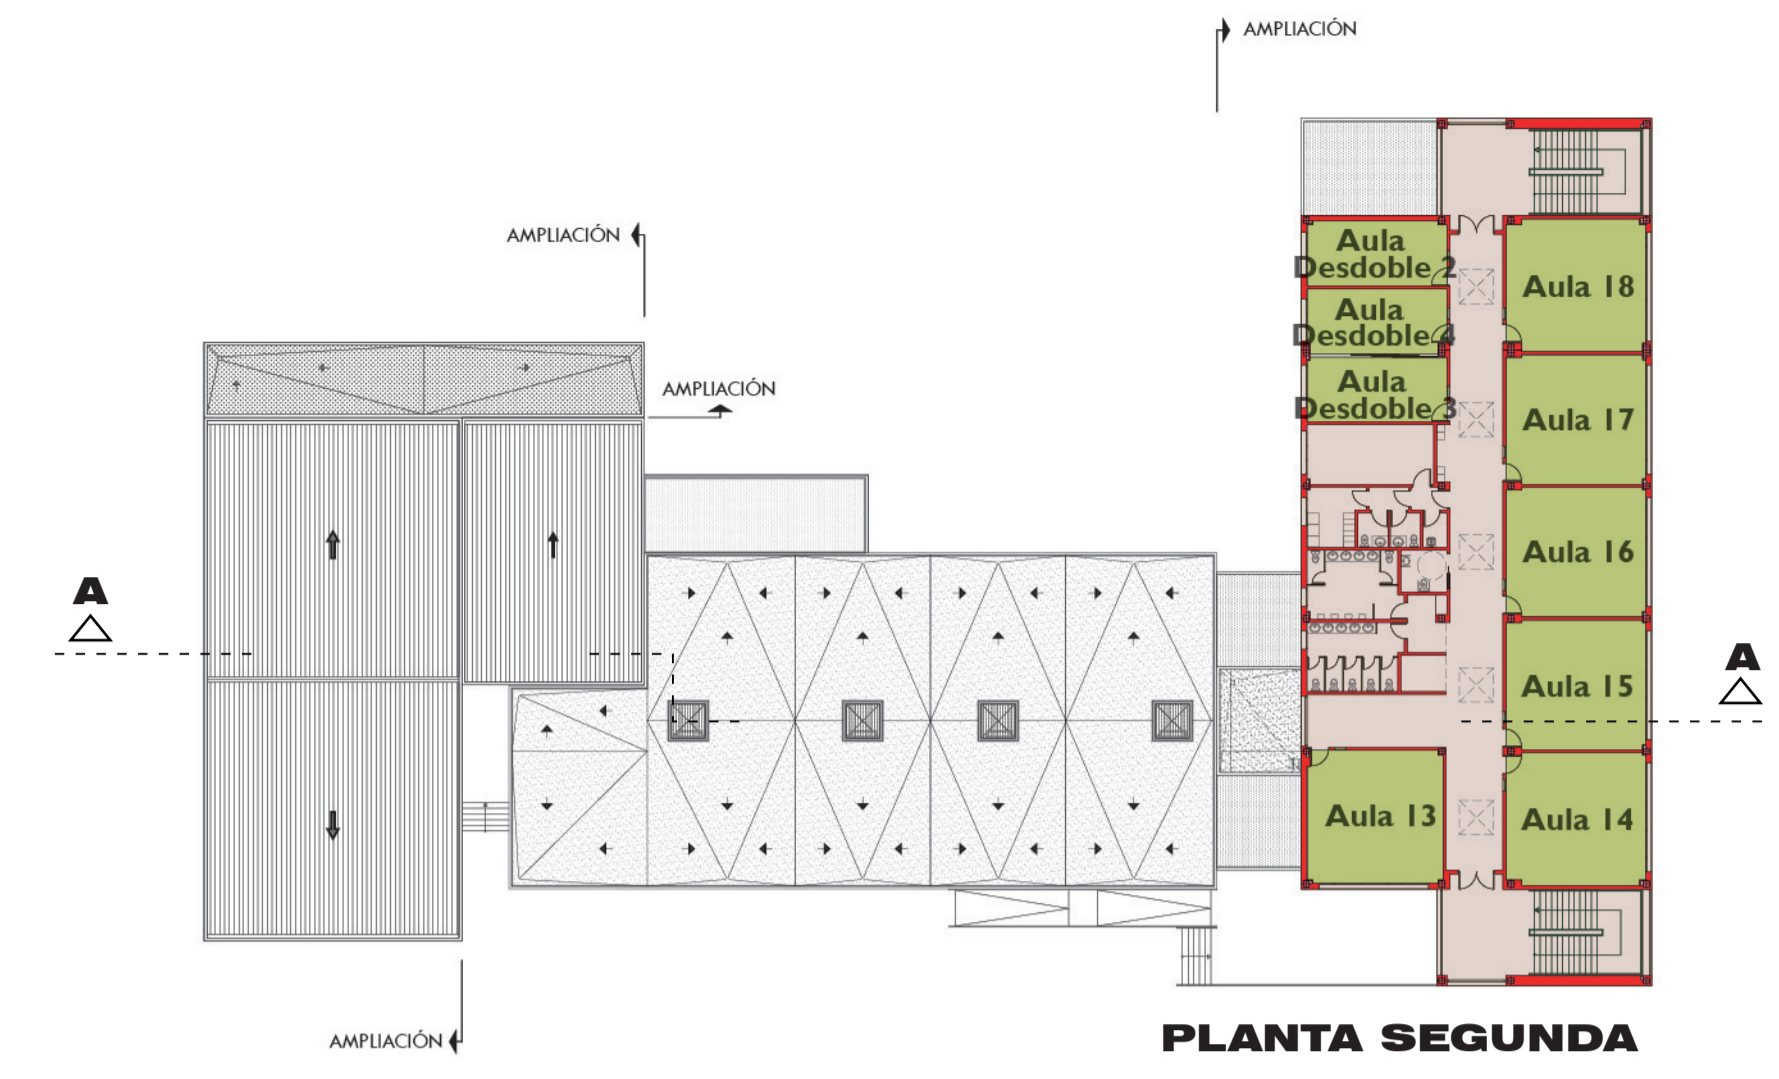 AMPLIACIÓN
AMPLIACIÓN
AMPLIACIÓN
Aula
Desdoble 2
Aula 18
Aula
Desdoble 4
Aula
Desdoble 3
Aula 17
Aula 16
A
A
Aula 15
Aula 13
Aula 14
AMPLIACIÓN
PLANTA SEGUNDA